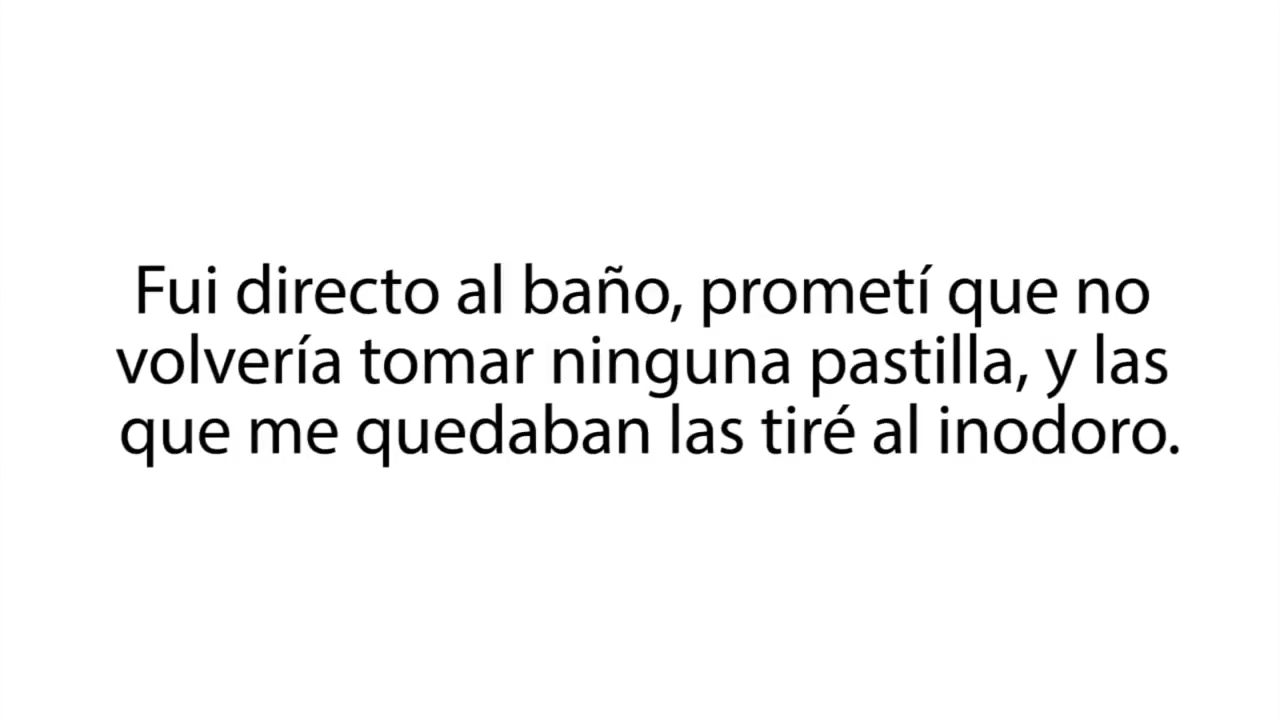 Fui directo al baño, prometí que no
volvería tomar ninguna pastilla, y las
que me quedaban las tiré al inodoro.